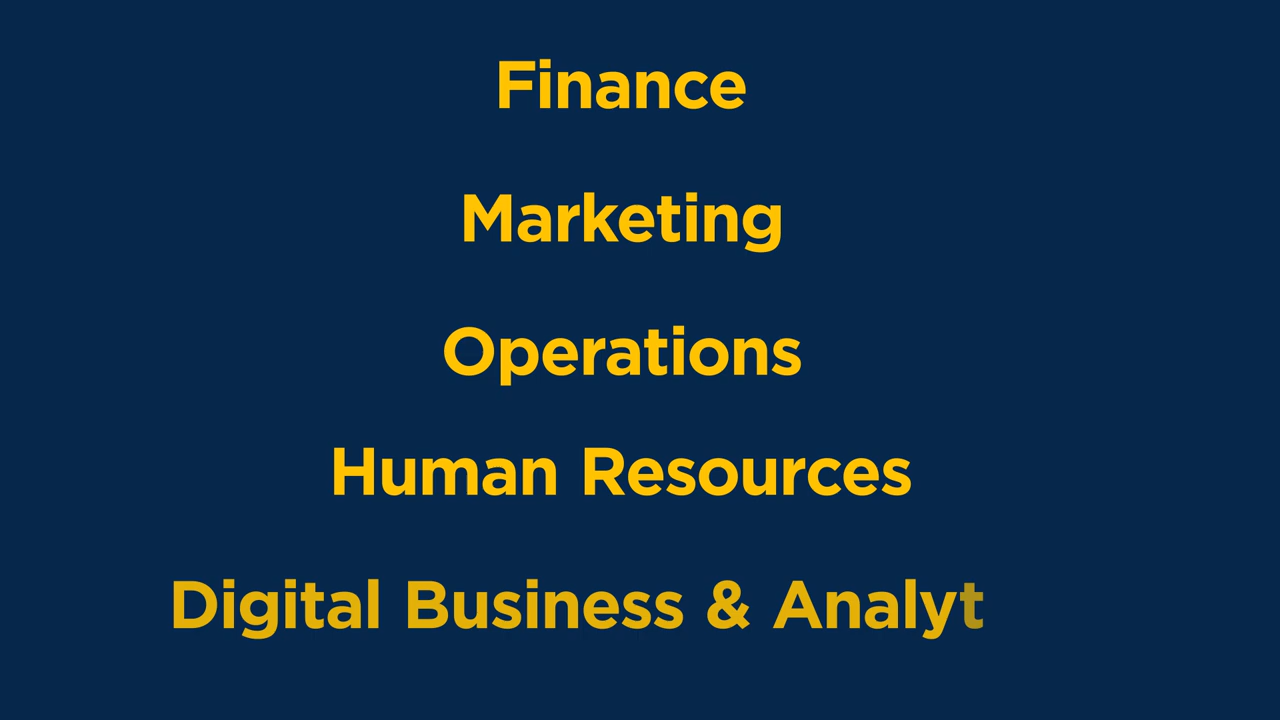 Finance
Marketing
Operations
Human Resources
Digital Business & Analyt